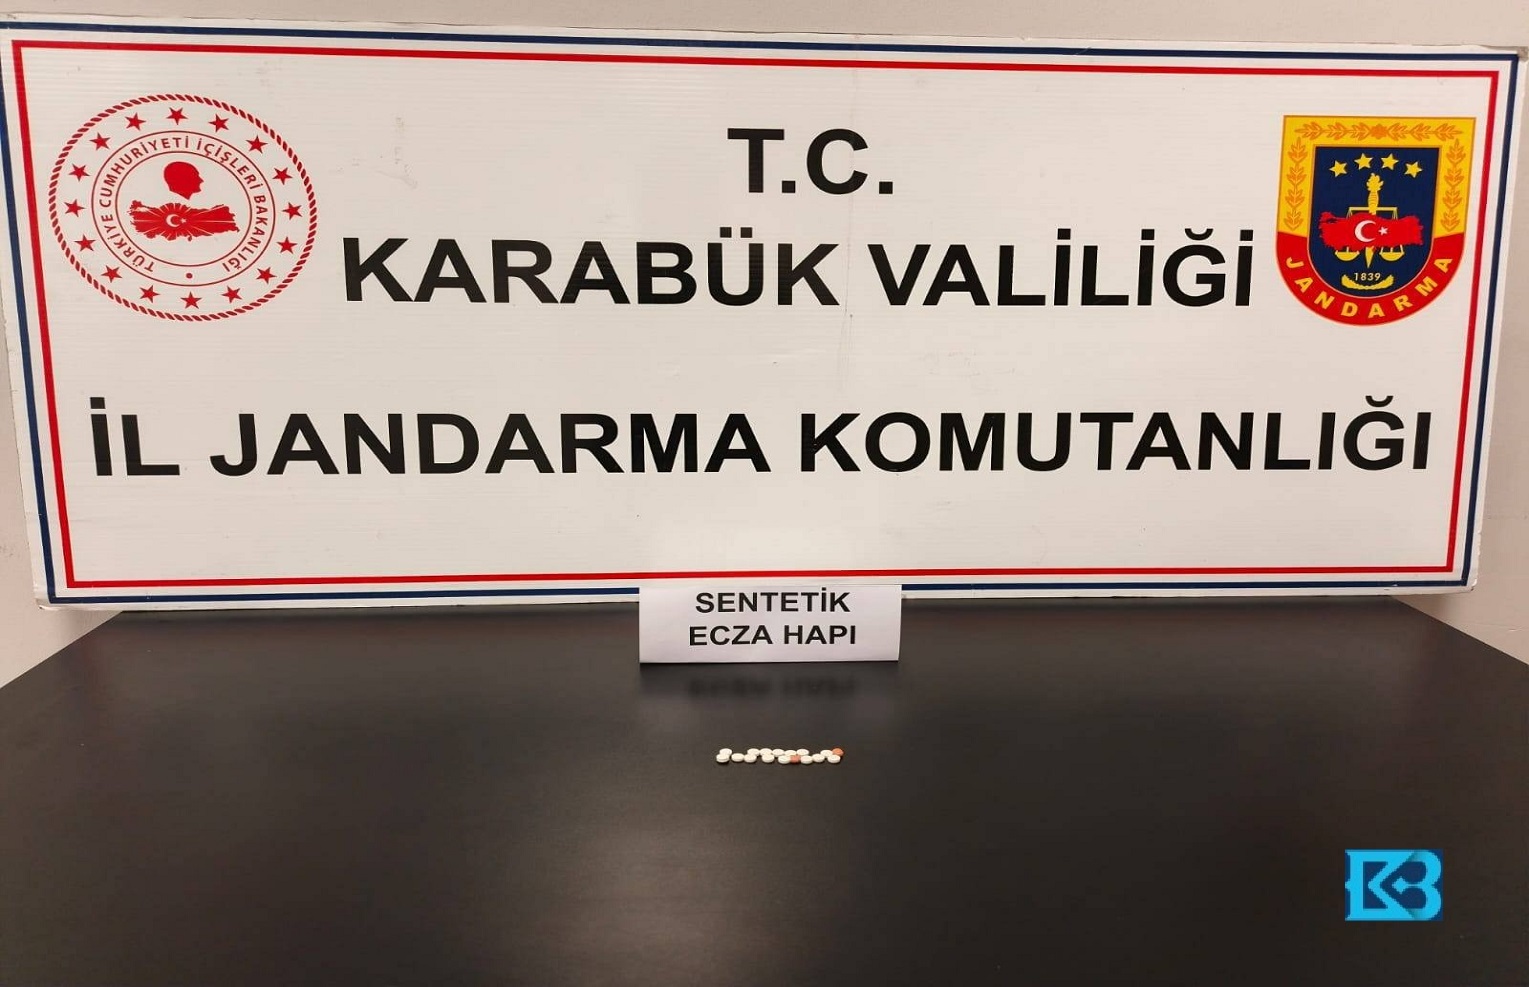 T.C.
KARABÜK VALİLİĞİ
İL JANDARMA KOMUTANLIĞI
TÜRKİYE CUMHURİYETİ İÇİŞLERİ BAKANLIĞI
1839
JANDARMA
SENTETİK
ECZA HAPI